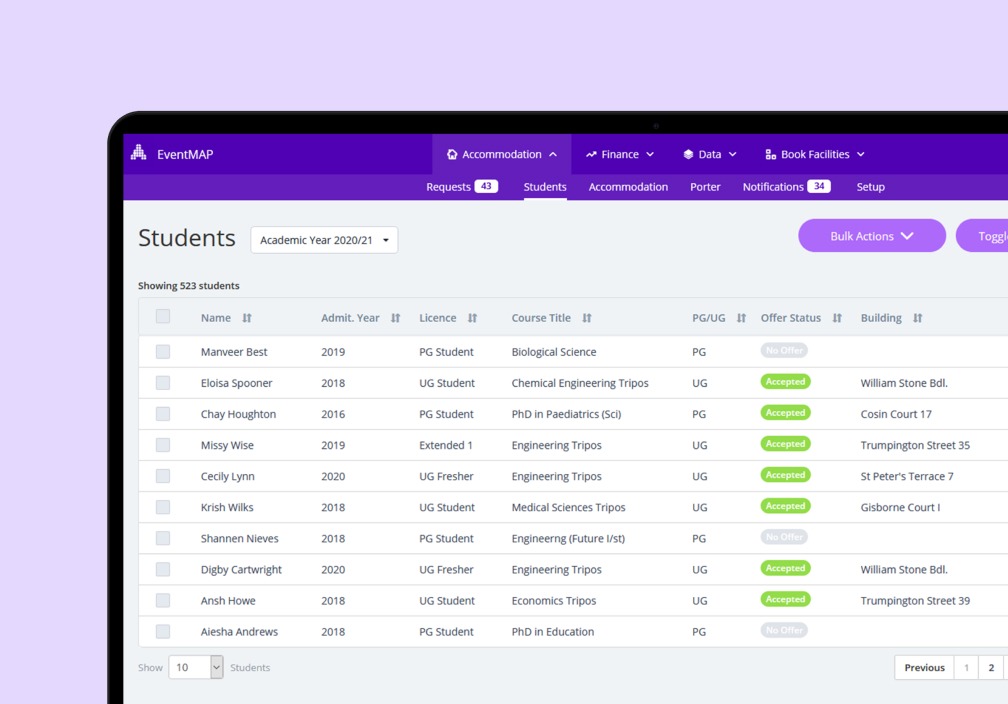 EventMAP Accommodation Finance Data Book Facilities
Requests 43 Students Accommodation Porter Notifications 34 Setup
Students Academic Year 2020/21 Bulk Actions
Showing 523 students
Name Admit. Year Licence Course Title PG/UG Offer Status Building
Manveer Best 2019 PG Student Biological Science PG No Offer
Eloisa Spooner 2018 UG Student Chemical Engineering Tripos UG Accepted William Stone Bdl.
Chay Houghton 2016 PG Student PhD in Paediatrics (Sci) PG Accepted Cosin Court 17
Missy Wise 2019 Extended 1 Engineering Tripos UG Accepted Trumpington Street 35
Cecily Lynn 2020 UG Fresher Engineering Tripos UG Accepted St Peter's Terrace 7
Krish Wilks 2018 UG Student Medical Sciences Tripos UG Accepted Gisborne Court I
Shannen Nieves 2018 PG Student Engineerng (Future I/st) PG No Offer
Digby Cartwright 2020 UG Fresher Engineering Tripos UG Accepted William Stone Bdl.
Ansh Howe 2018 UG Student Economics Tripos UG Accepted Trumpington Street 39
Aiesha Andrews 2018 PG Student PhD in Education PG No Offer
Show 10 Students Previous 1 2